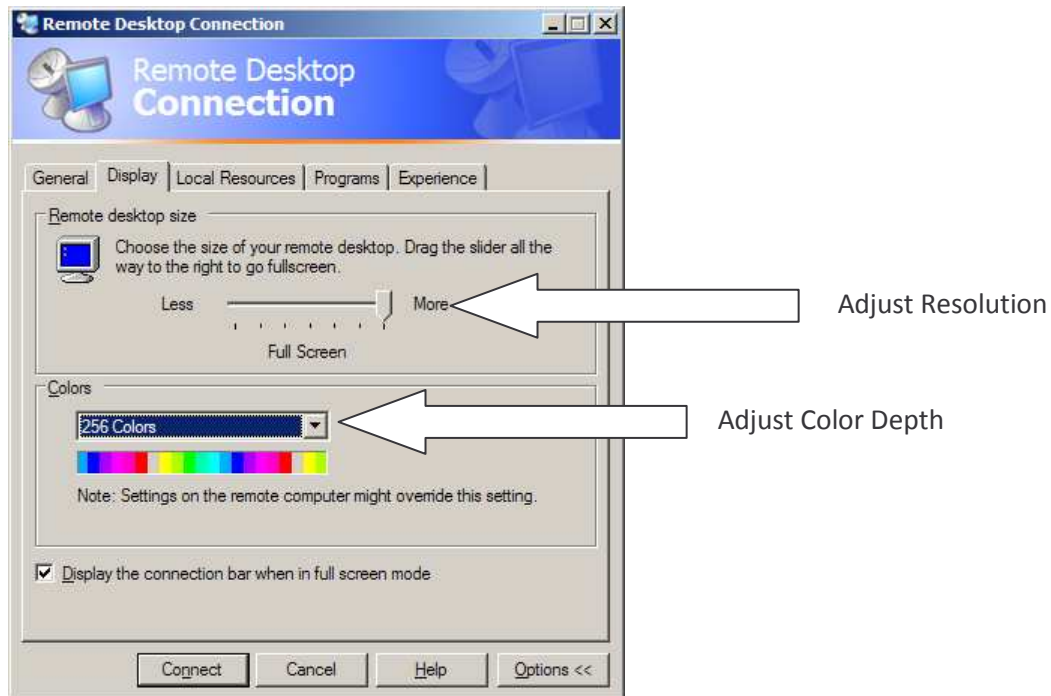 Remote Desktop Connection
Remote Desktop
Connection
General Display Local Resources Programs Experience
Remote desktop size
Choose the size of your remote desktop. Drag the slider all the
way to the right to go fullscreen.
Less More
Full Screen
Adjust Resolution
Colors
256 Colors
Adjust Color Depth
Note: Settings on the remote computer might override this setting.
Display the connection bar when in full screen mode
Connect Cancel Help Options <<